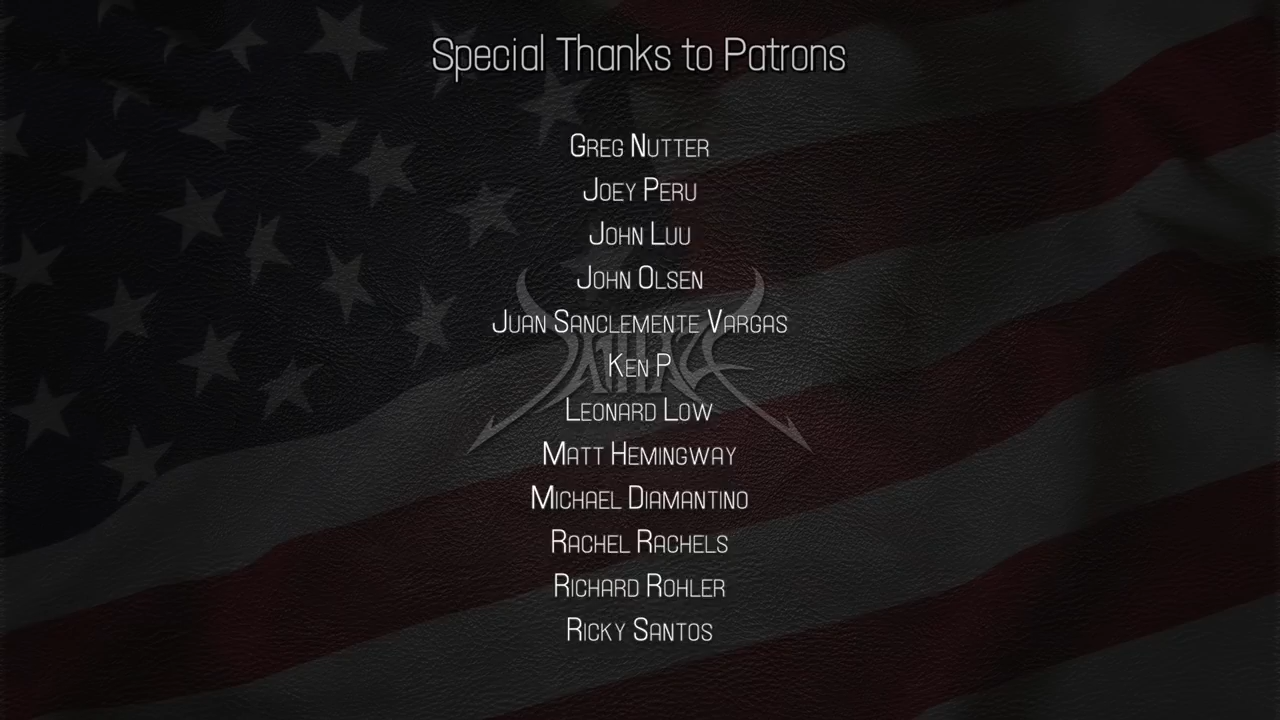 Special Thanks to Patrons
Greg Nutter
Joey Peru
John Luu
John Olsen
Juan Sanclemente Vargas
Ken P
Leonard Low
Matt Hemingway
Michael Diamantino
Rachel Rachels
Richard Rohler
Ricky Santos